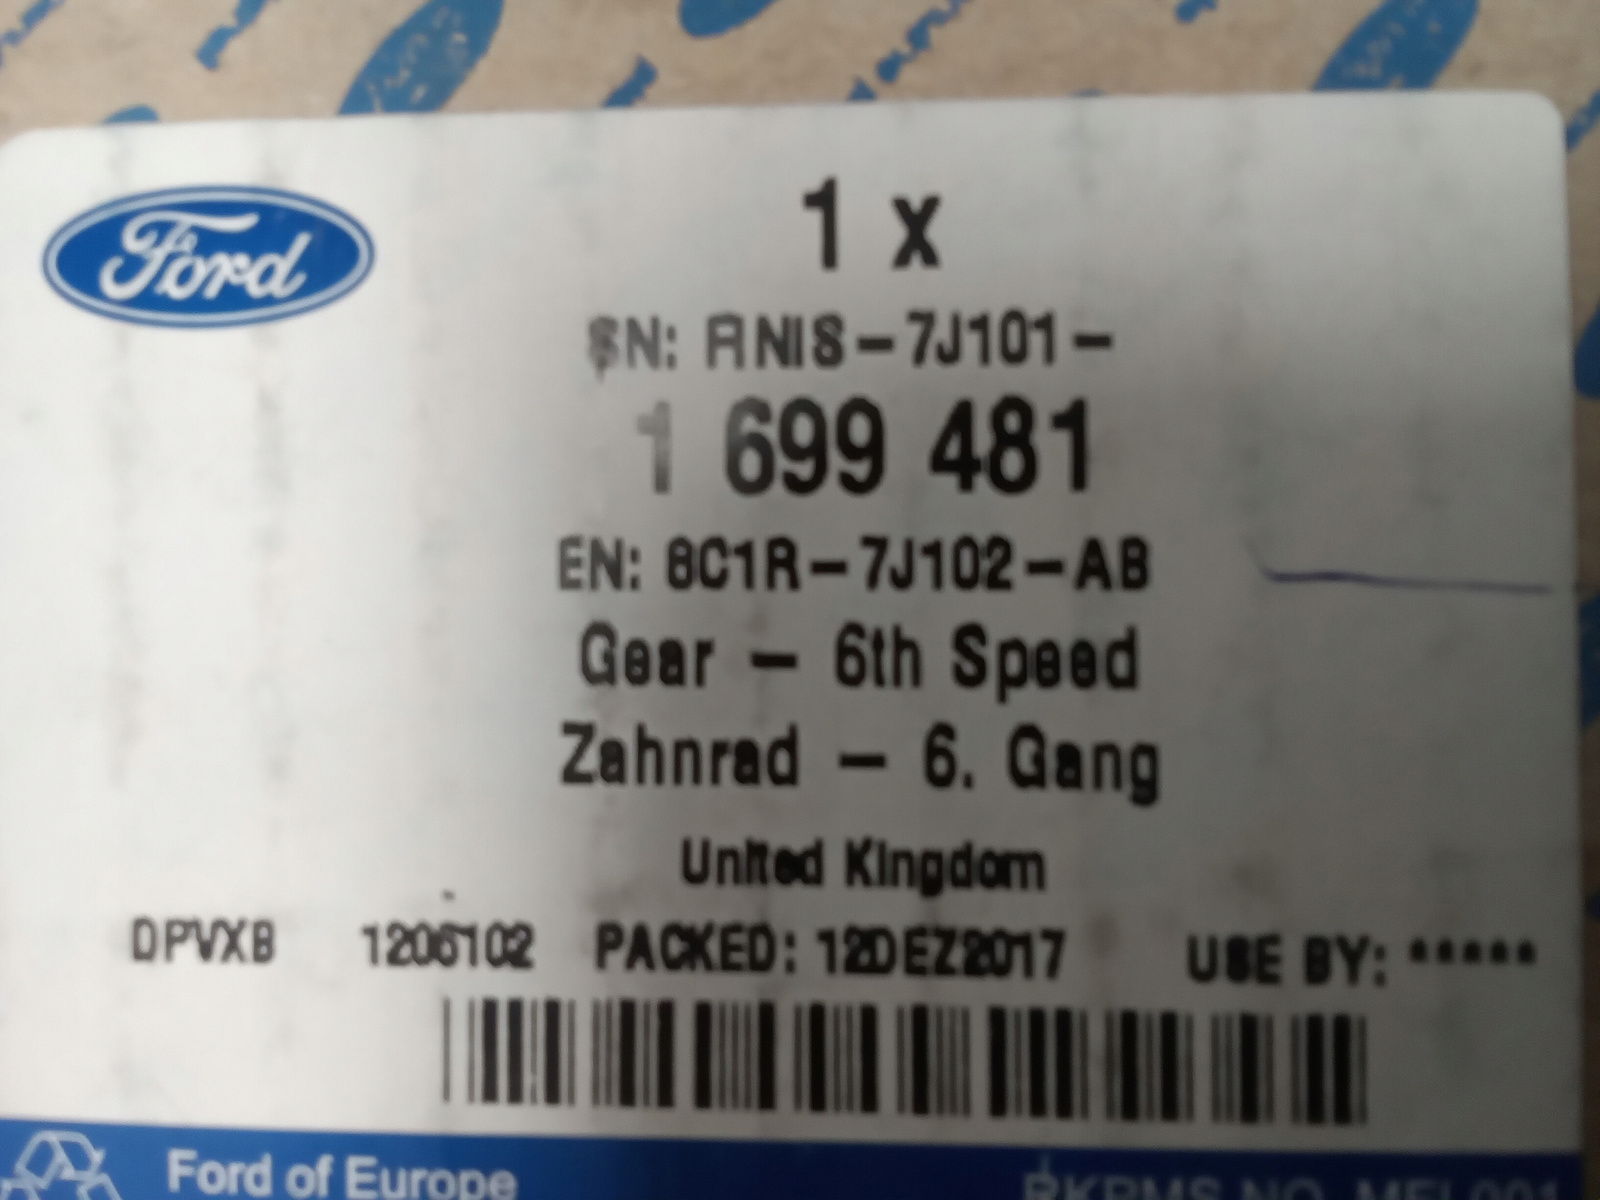 Ford
1 x
SN: RNIS-7J101-
1 699 481
EN: 8C1R-7J102-AB
Gear - 6th Speed
Zahnrad - 6. Gang
United Kingdom
DPVXB 1206102 PACKED: 12DEZ2017 USE BY: *****
Ford of Europe